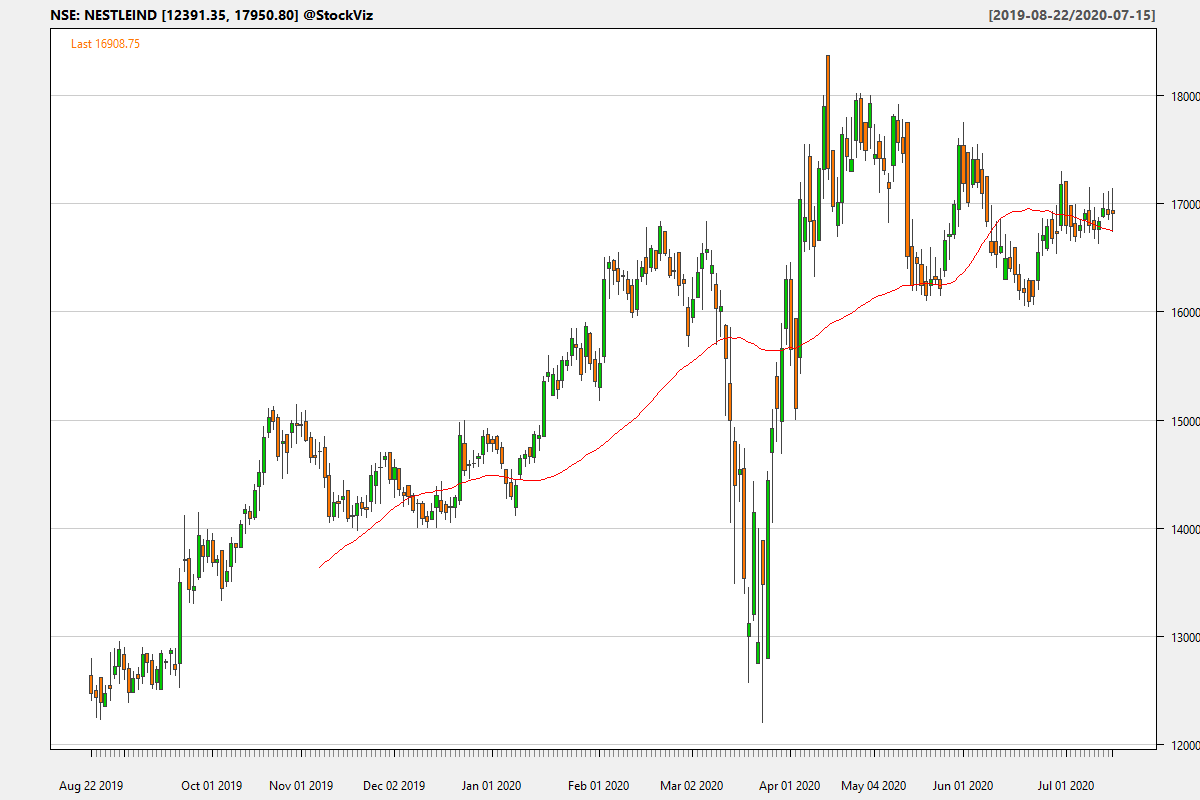 NSE: NESTLEIND [12391.35, 17950.80] @StockViz
[2019-08-22/2020-07-15]
Last 16908.75
18000
17000
16000
15000
14000
13000
12000
Aug 22 2019 Oct 01 2019 Nov 01 2019 Dec 02 2019 Jan 01 2020 Feb 01 2020 Mar 02 2020 Apr 01 2020 May 04 2020 Jun 01 2020 Jul 01 2020